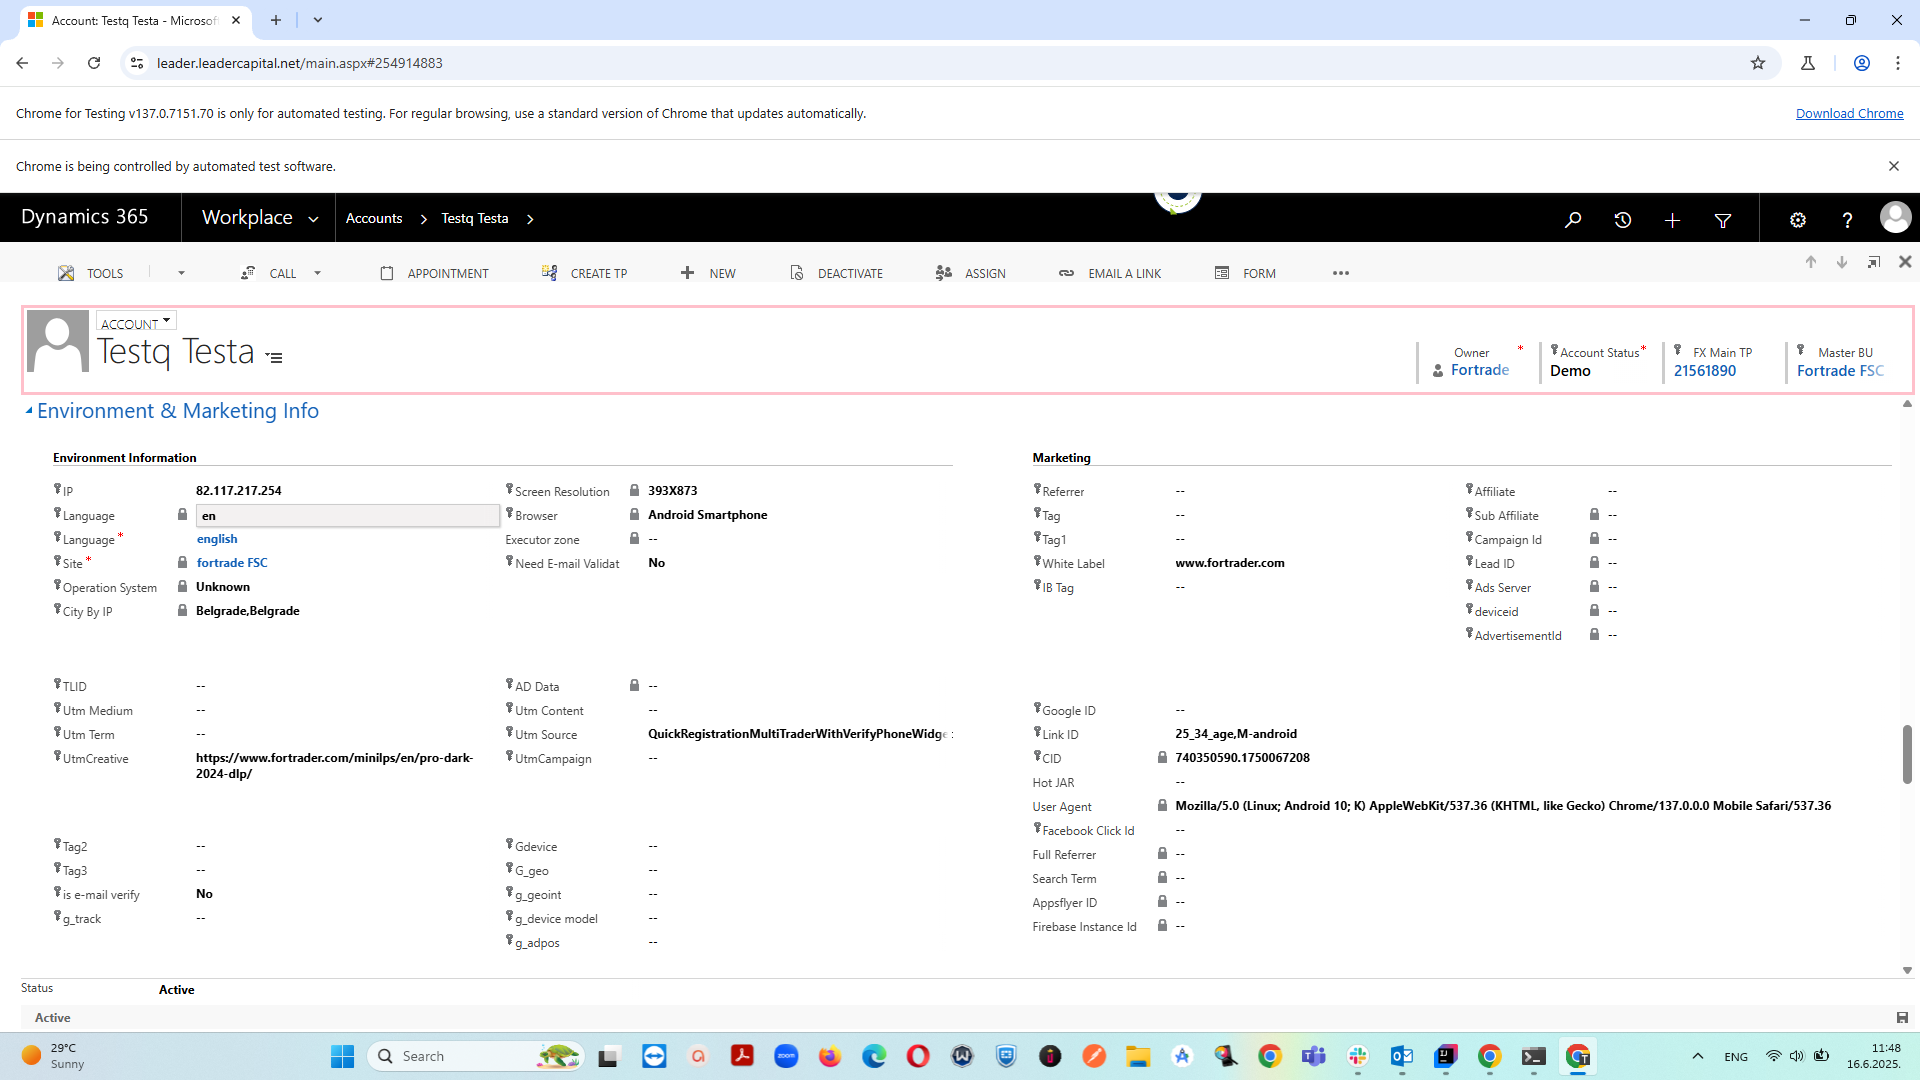 Account: Testq Testa - Microsof
leader.leadercapital.net/main.aspx#254914883
Chrome for Testing v137.0.7151.70 is only for automated testing. For regular browsing, use a standard version of Chrome that updates automatically.
Download Chrome
Chrome is being controlled by automated test software.
Dynamics 365
Workplace
Accounts
Testq Testa
TOOLS
CALL
APPOINTMENT
CREATE TP
NEW
DEACTIVATE
ASSIGN
EMAIL A LINK
FORM
ACCOUNT
Testq Testa
Owner *
Fortrade
Account Status *
Demo
FX Main TP
21561890
Master BU
Fortrade FSC
Environment & Marketing Info
Environment Information
IP 82.117.217.254
Language en
Language * english
Site * fortrade FSC
Operation System Unknown
City By IP Belgrade,Belgrade
Screen Resolution 393X873
Browser Android Smartphone
Executor zone --
Need E-mail Validat No
Marketing
Referrer --
Tag --
Tag1 --
White Label www.fortrader.com
IB Tag --
Affiliate --
Sub Affiliate --
Campaign Id --
Lead ID --
Ads Server --
deviceid --
AdvertisementId --
TLID --
Utm Medium --
Utm Term --
UtmCreative https://www.fortrader.com/minilps/en/pro-dark-
2024-dlp/
AD Data --
Utm Content --
Utm Source QuickRegistrationMultiTraderWithVerifyPhoneWidge
UtmCampaign --
Google ID --
Link ID 25_34_age,M-android
CID 740350590.1750067208
Hot JAR --
User Agent Mozilla/5.0 (Linux; Android 10; K) AppleWebKit/537.36 (KHTML, like Gecko) Chrome/137.0.0.0 Mobile Safari/537.36
Facebook Click Id --
Full Referrer --
Search Term --
Appsflyer ID --
Firebase Instance Id --
Tag2 --
Tag3 --
is e-mail verify No
g_track --
Gdevice --
G_geo --
g_geoint --
g_device model --
g_adpos --
Status Active
Active
29°C
Sunny
Search
zoom
ENG
11:48
16.6.2025.